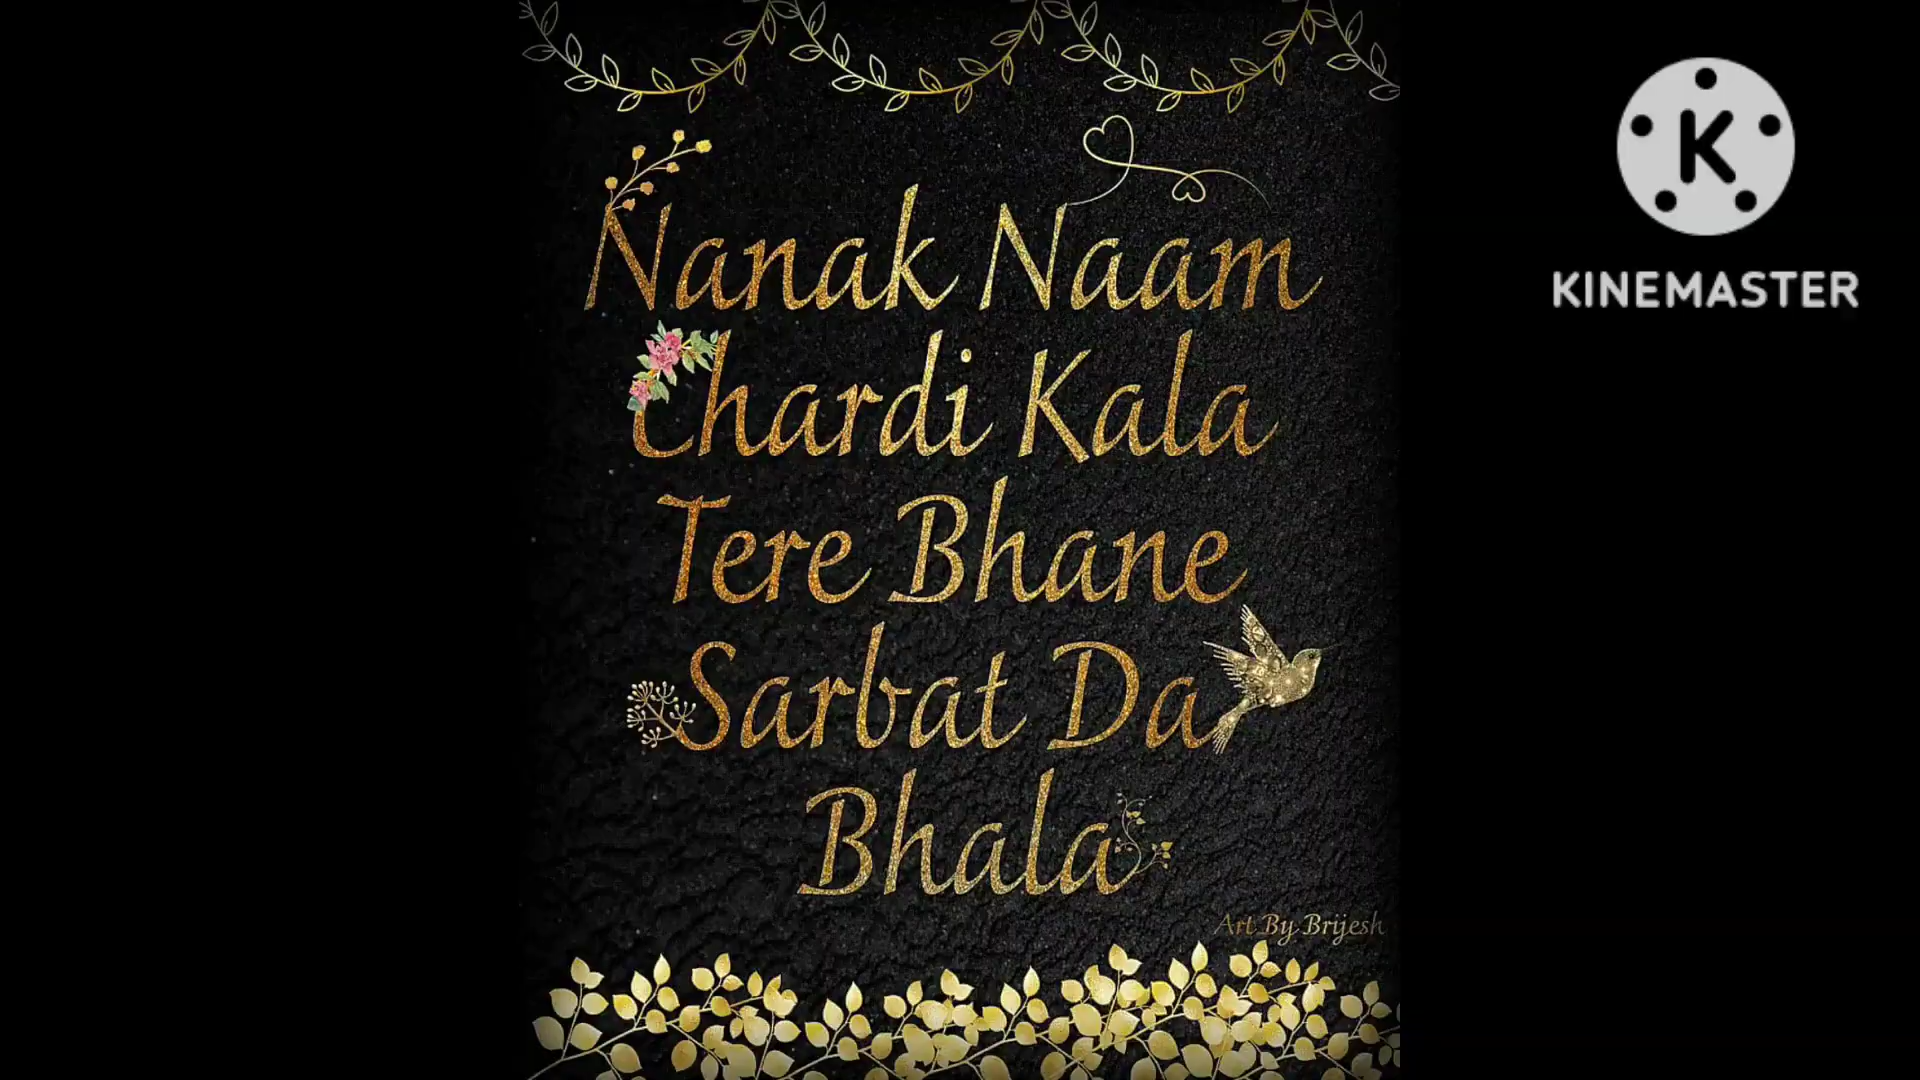 Nanak Naam
Chardi Kala
Tere Bhane
Sarbat Da
Bhala
Art By Brijesh
K
KINEMASTER